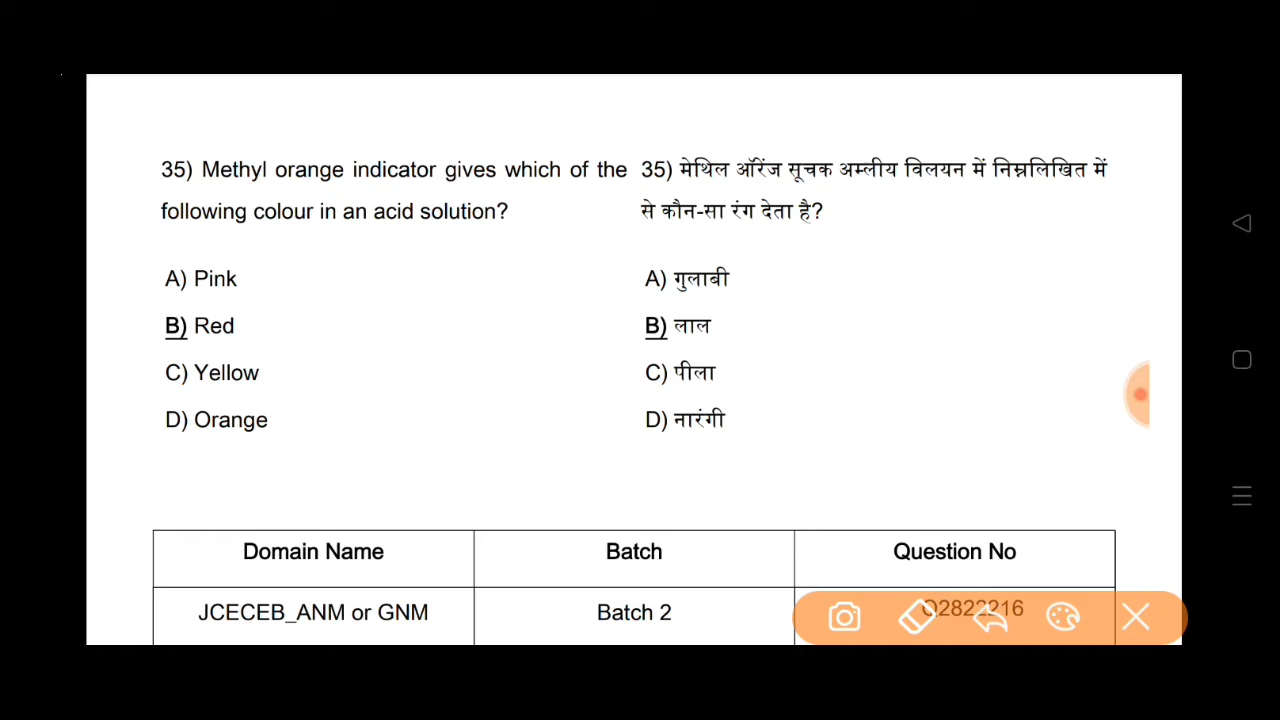 35) Methyl orange indicator gives which of the
following colour in an acid solution?
A) Pink
B) Red
C) Yellow
D) Orange
35) मेथिल ऑरेंज सूचक अम्लीय विलयन में निम्नलिखित में
से कौन-सा रंग देता है?
A) गुलाबी
B) लाल
C) पीला
D) नारंगी
Domain Name Batch Question No
JCECEB_ANM or GNM Batch 2 Q2822216